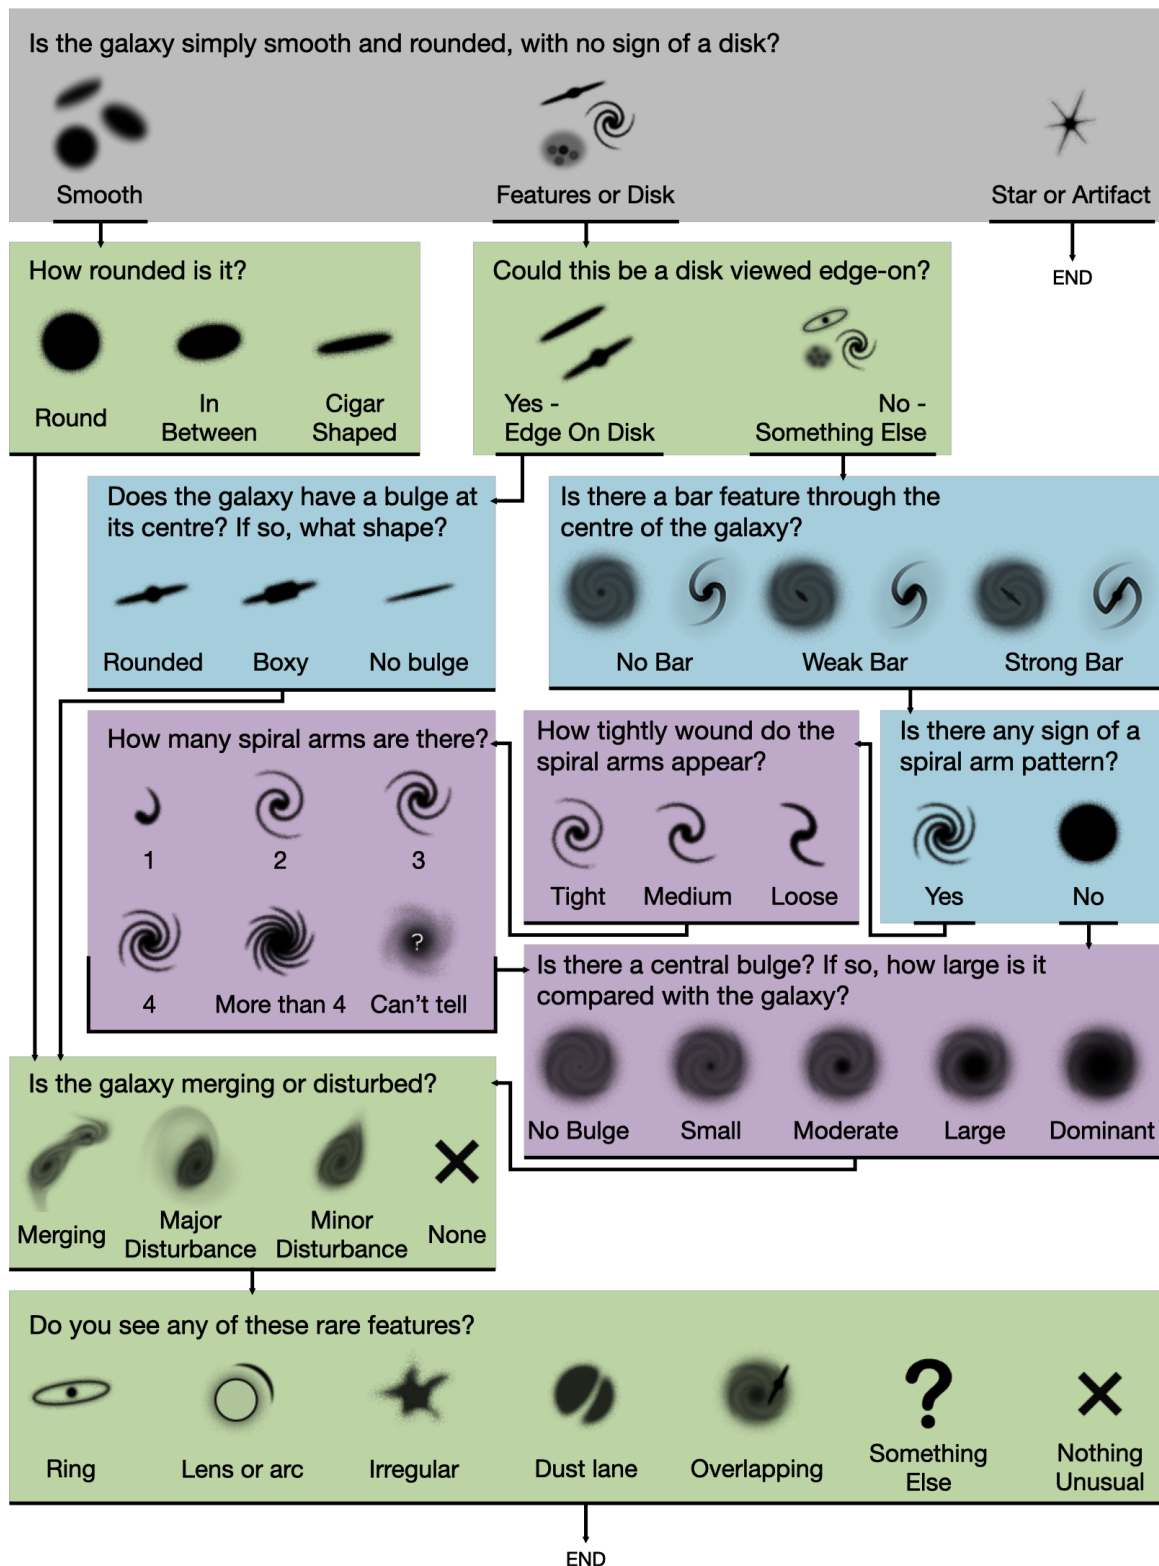 Is the galaxy simply smooth and rounded, with no sign of a disk?
Smooth
Features or Disk
Star or Artifact
END
How rounded is it?
Round
In
Between
Cigar
Shaped
Could this be a disk viewed edge-on?
Yes -
Edge On Disk
No -
Something Else
Does the galaxy have a bulge at
its centre? If so, what shape?
Rounded
Boxy
No bulge
Is there a bar feature through the
centre of the galaxy?
No Bar
Weak Bar
Strong Bar
How many spiral arms are there?
1
2
3
4
More than 4
?
Can't tell
How tightly wound do the
spiral arms appear?
Tight
Medium
Loose
Is there any sign of a
spiral arm pattern?
Yes
No
Is there a central bulge? If so, how large is it
compared with the galaxy?
No Bulge
Small
Moderate
Large
Dominant
Is the galaxy merging or disturbed?
Merging
Major
Disturbance
Minor
Disturbance
None
Do you see any of these rare features?
Ring
Lens or arc
Irregular
Dust lane
Overlapping
?
Something
Else
Nothing
Unusual
END